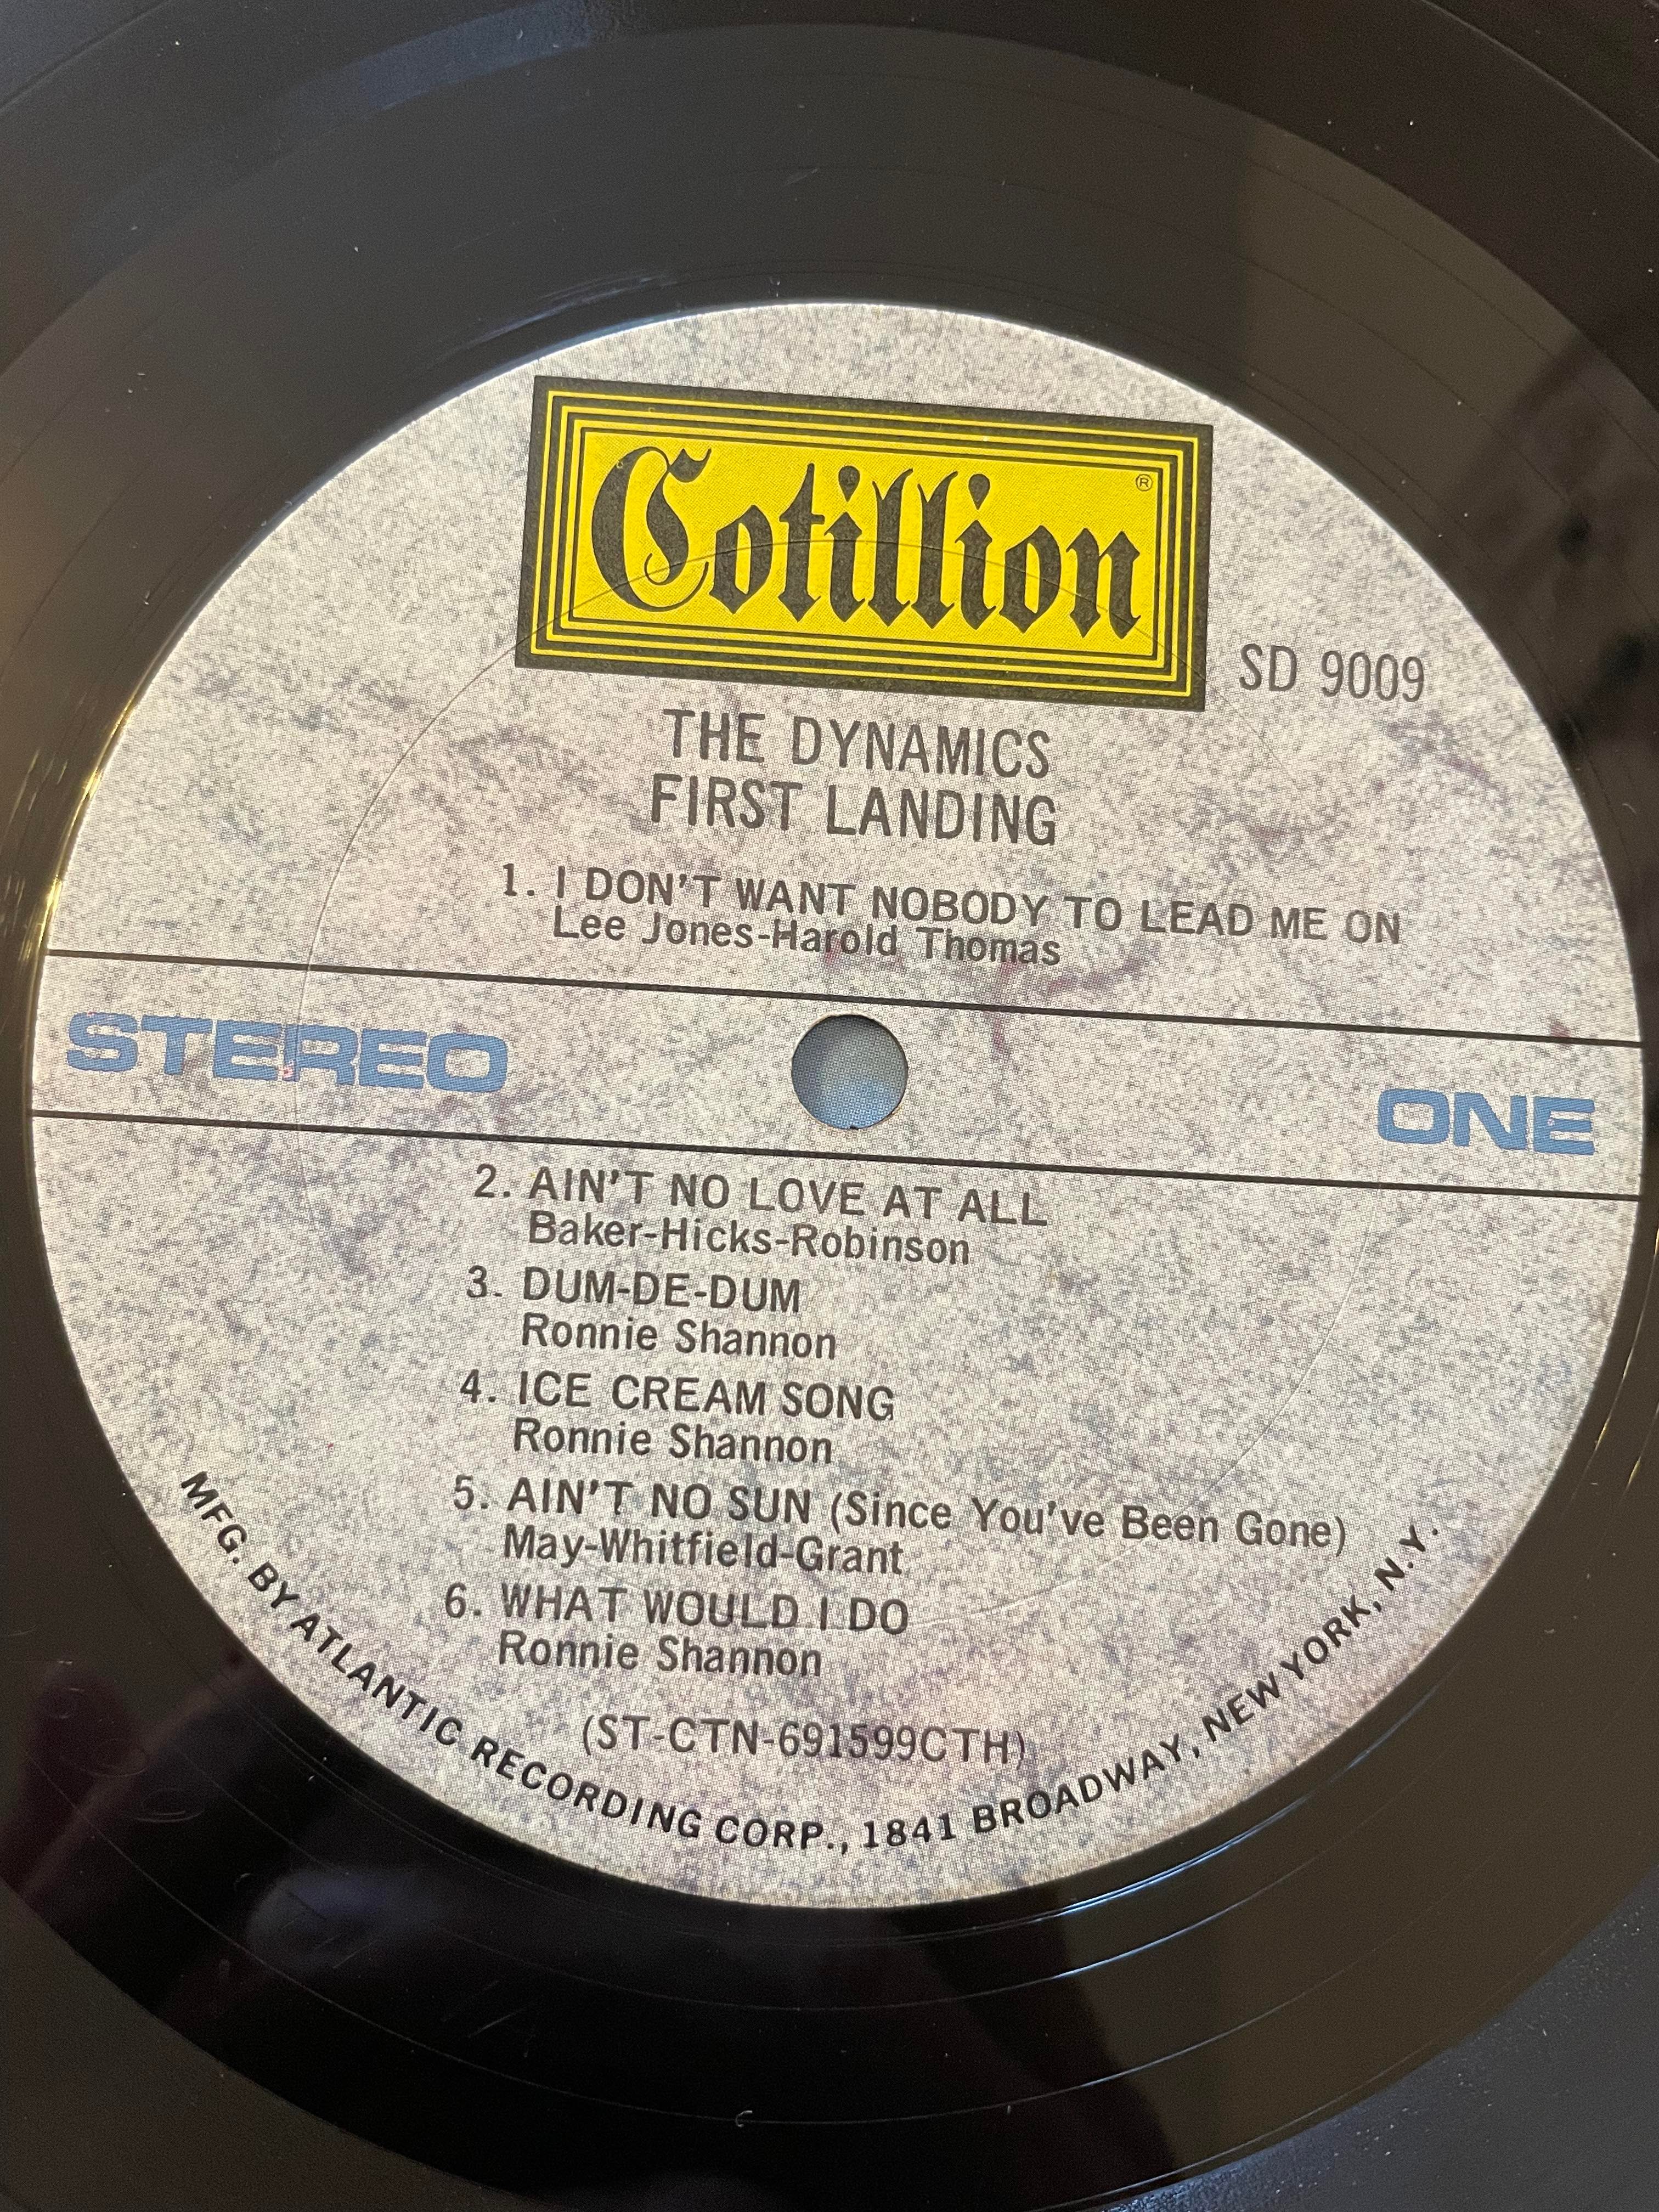 Cotillion ®
SD 9009
THE DYNAMICS
FIRST LANDING
1. I DON'T WANT NOBODY TO LEAD ME ON
Lee Jones-Harold Thomas
STEREO
ONE
2. AIN'T NO LOVE AT ALL
Baker-Hicks-Robinson
3. DUM-DE-DUM
Ronnie Shannon
4. ICE CREAM SONG
Ronnie Shannon
5. AIN'T NO SUN (Since You've Been Gone)
May-Whitfield-Grant
6. WHAT WOULD I DO
Ronnie Shannon
(ST-CTN-691599CTH)
MFG. BY ATLANTIC RECORDING CORP., 1841 BROADWAY, NEW YORK, N.Y.